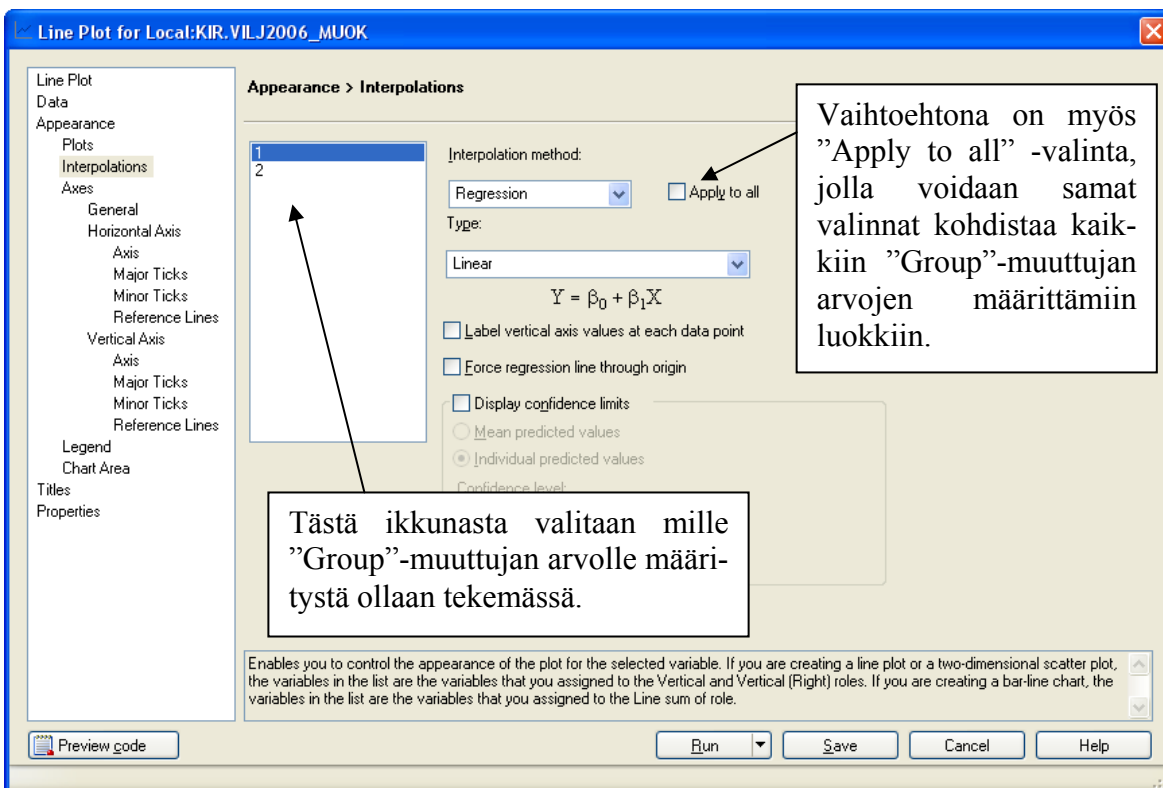 Line Plot for Local:KIR.VILJ2006_MUOK
Line Plot
Data
Appearance
Plots
Interpolations
Axes
General
Horizontal Axis
Axis
Major Ticks
Minor Ticks
Reference Lines
Vertical Axis
Axis
Major Ticks
Minor Ticks
Reference Lines
Legend
Chart Area
Titles
Properties
Appearance > Interpolations
1
2
Interpolation method:
Regression
Apply to all
Type:
Linear
Y = β0 + β1X
Label vertical axis values at each data point
Force regression line through origin
Display confidence limits
Mean predicted values
Individual predicted values
Confidence level:
Vaihtoehtona on myös
”Apply to all” -valinta,
jolla voidaan samat
valinnat kohdistaa kaik-
kiin ”Group”-muuttujan
arvojen määrittämiin
luokkiin.
Tästä ikkunasta valitaan mille
”Group”-muuttujan arvolle määri-
tystä ollaan tekemässä.
Enables you to control the appearance of the plot for the selected variable. If you are creating a line plot or a two-dimensional scatter plot,
the variables in the list are the variables that you assigned to the Vertical and Vertical (Right) roles. If you are creating a bar-line chart, the
variables in the list are the variables that you assigned to the Line sum of role.
Preview code
Run
Save
Cancel
Help